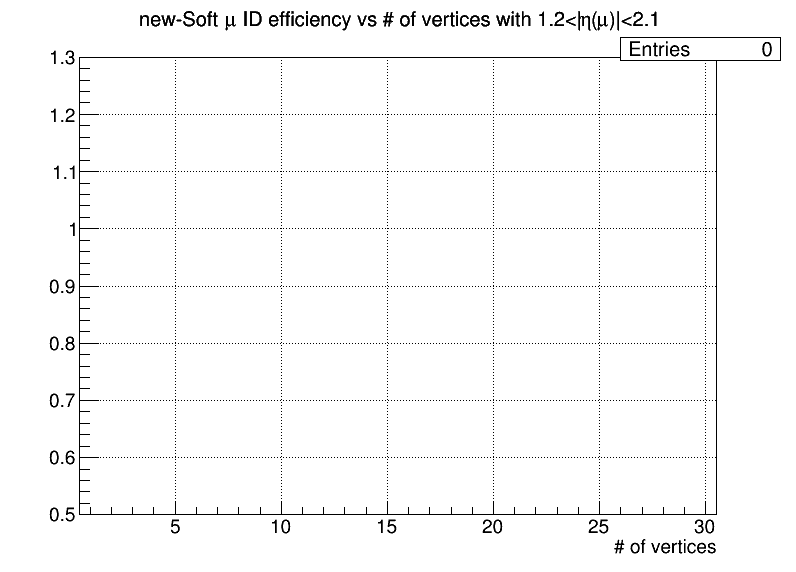 new-Soft μ ID efficiency vs # of vertices with 1.2<|η(μ)|<2.1
Entries 0
1.3
1.2
1.1
1
0.9
0.8
0.7
0.6
0.5
5 10 15 20 25 30
# of vertices